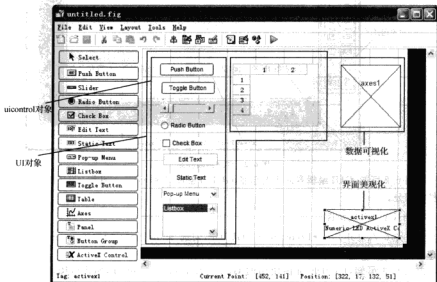 untitled.fig
File Edit View Layout Tools Help
Select
Push Button
Slider
Radio Button
Check Box
Edit Text
Static Text
Pop-up Menu
Listbox
Toggle Button
Table
Axes
Panel
Button Group
ActiveX Control
uicontrol对象
UI对象
Push Button
Toggle Button
Radio Button
Check Box
Edit Text
Static Text
Pop-up Menu
Listbox
1 2
1
2
3
4
axes1
数据可视化
界面美观化
activex1
Numeric LED ActiveX Co
Tag: activex1
Current Point: [452, 141] Position: [322, 17, 132, 51]